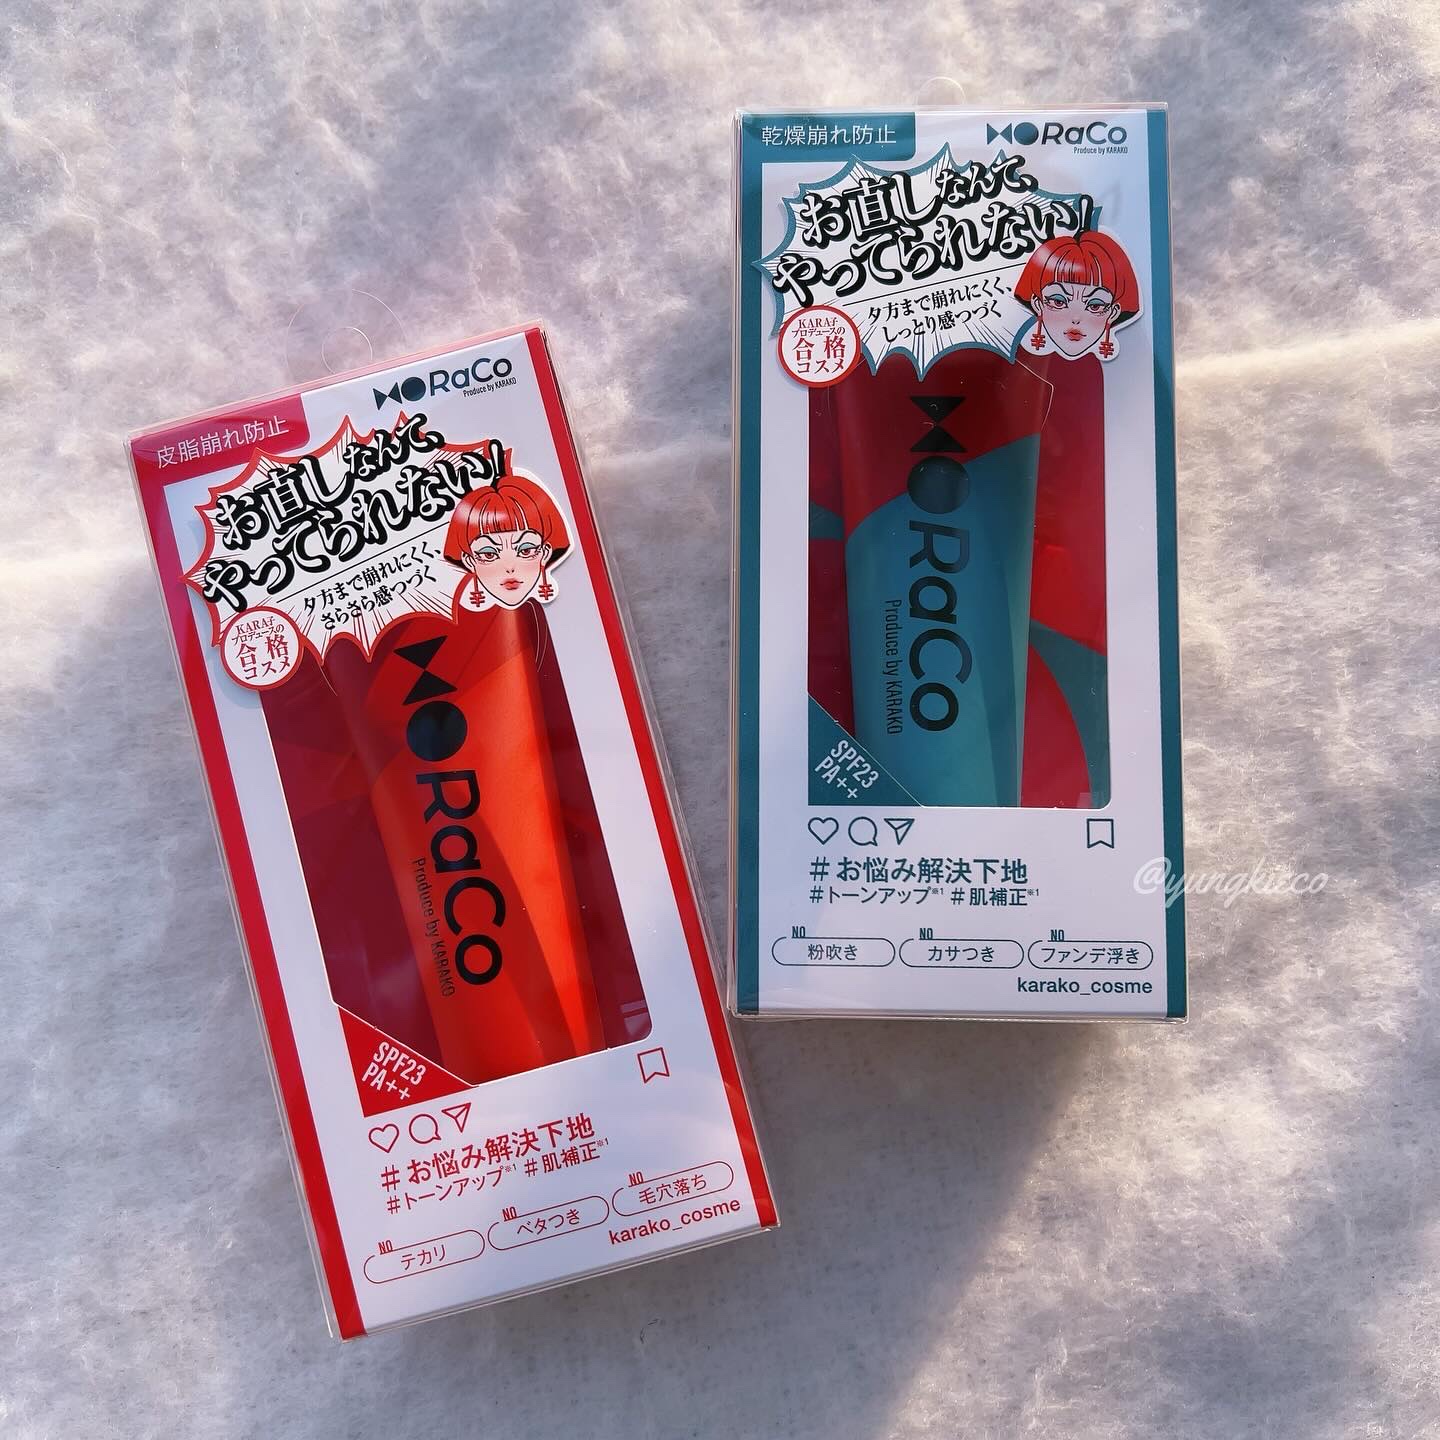 皮脂崩れ防止
MORaCo
Produce by KARAKO
お直しなんて、
やってられない!
夕方まで崩れにくく、
さらさら感つづく
KARA子
プロデュースの
合格
コスメ
辛
辛
MORaCo
Produce by KARAKO
SPF23
PA++
#お悩み解決下地
#トーンアップ※1 #肌補正※1
NO
テカリ
NO
ベタつき
NO
毛穴落ち
karako_cosme
乾燥崩れ防止
MORaCo
Produce by KARAKO
お直しなんて、
やってられない!
夕方まで崩れにくく、
しっとり感つづく
KARA子
プロデュースの
合格
コスメ
辛
辛
MORaCo
Produce by KARAKO
SPF23
PA++
#お悩み解決下地
#トーンアップ※1 #肌補正※1
NO
粉吹き
NO
カサつき
NO
ファンデ浮き
karako_cosme